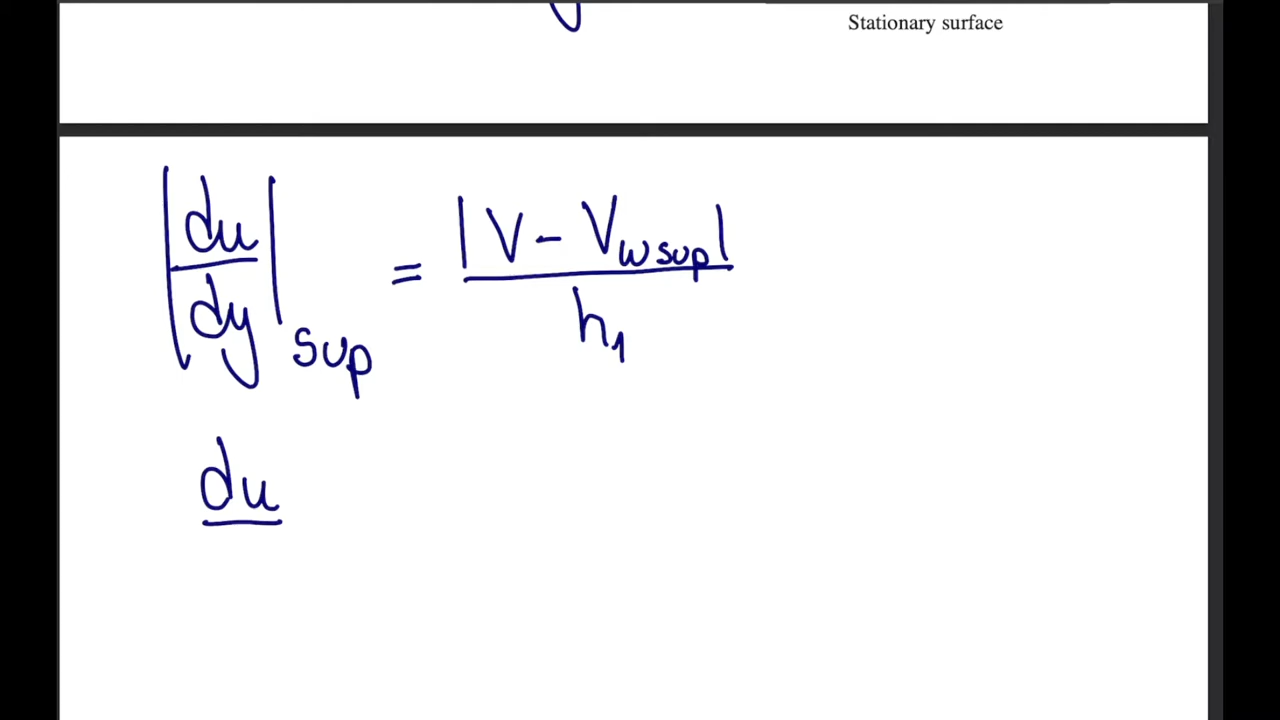 Stationary surface
|du/dy|sup = |V - Vw sup| / h1
du